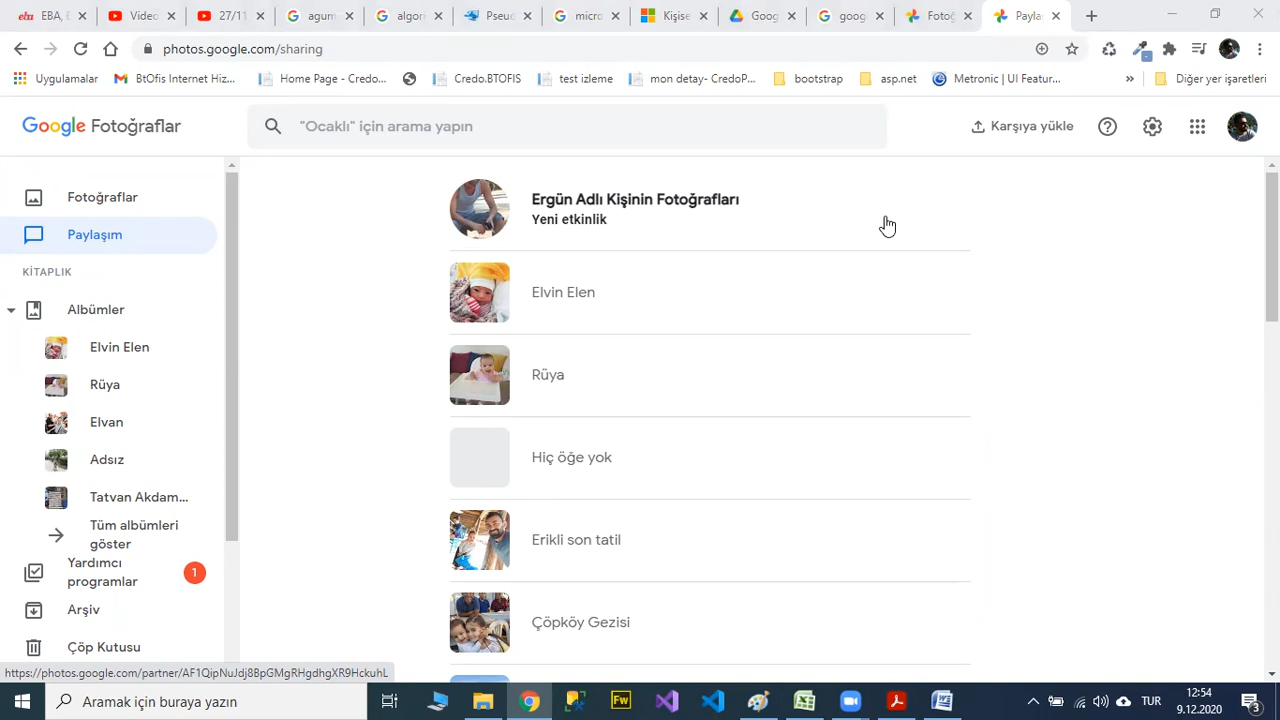 EBA, E
Video
27/11
agum
algori
Pseud
micro
Kişise
Goog
goog
Fotoğ
Payla
photos.google.com/sharing
Uygulamalar
BtOfis Internet Hiz...
Home Page - Credo...
Credo.BTOFIS
test izleme
mon detay- CredoP...
bootstrap
asp.net
Metronic | UI Featur...
»
Diğer yer işaretleri
Google Fotoğraflar
"Ocaklı" için arama yapın
Karşıya yükle
Fotoğraflar
Paylaşım
KİTAPLIK
Albümler
Elvin Elen
Rüya
Elvan
Adsız
Tatvan Akdam...
Tüm albümleri
göster
Yardımcı
programlar
1
Arşiv
Çöp Kutusu
Ergün Adlı Kişinin Fotoğrafları
Yeni etkinlik
Elvin Elen
Rüya
Hiç öğe yok
Erikli son tatil
Çöpköy Gezisi
https://photos.google.com/partner/AF1QipNuJdj8BpGMgRHgdhgXR9HckuhL
Aramak için buraya yazın
Fw
TUR
12:54
9.12.2020
3